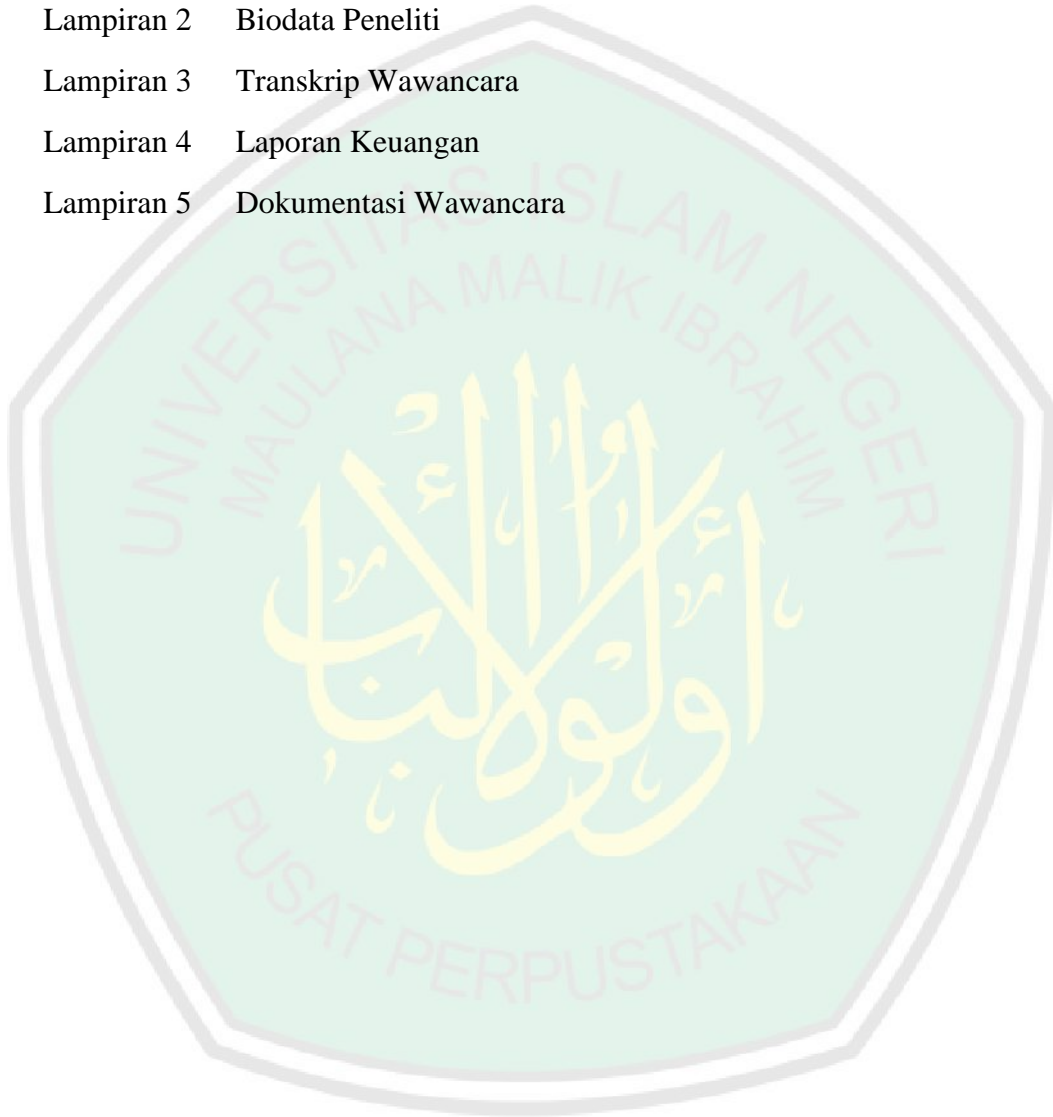 Lampiran 2 Biodata Peneliti
Lampiran 3 Transkrip Wawancara
Lampiran 4 Laporan Keuangan
Lampiran 5 Dokumentasi Wawancara
UNIVERSITAS ISLAM NEGERI
MAULANA MALIK IBRAHIM
أولوا الألباب
PUSAT PERPUSTAKAAN